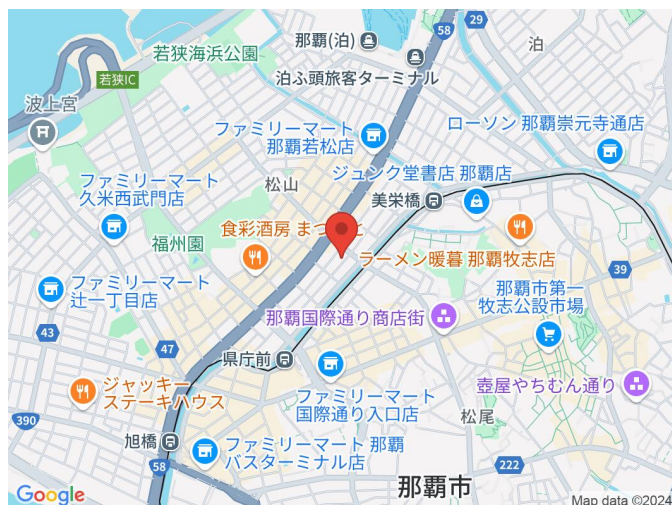 那覇(泊)
58
29
泊
若狭海浜公園
泊ふ頭旅客ターミナル
若狭IC
波上宮
ファミリーマート
那覇若松店
ローソン 那覇崇元寺通店
ジュンク堂書店 那覇店
松山
美栄橋
ファミリーマート
久米西武門店
福州園
食彩酒房 まつ
と
ラーメン暖暮 那覇牧志店
39
ファミリーマート
辻一丁目店
那覇市第一
牧志公設市場
那覇国際通り商店街
43
47
県庁前
ファミリーマート
国際通り入口店
壺屋やちむん通り
ジャッキー
ステーキハウス
松尾
390
旭橋
58
ファミリーマート 那覇
バスターミナル店
222
那覇市
Google
Map data ©2024